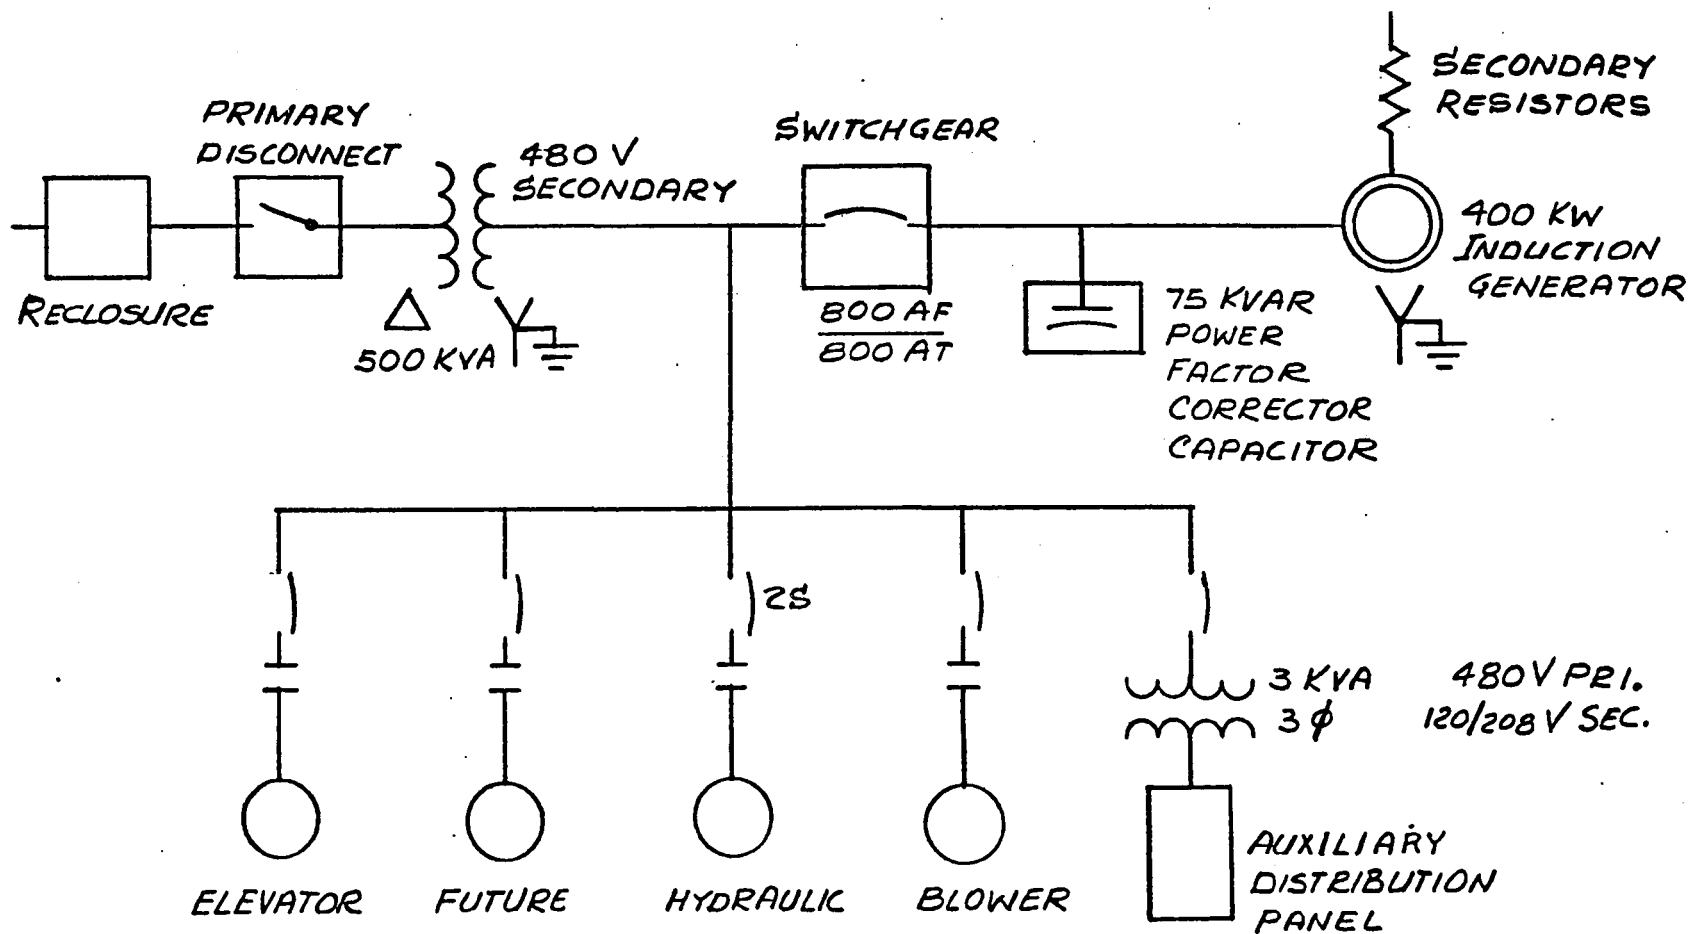 SECONDARY
RESISTORS
PRIMARY
DISCONNECT
480 V
SECONDARY
SWITCHGEAR
400 KW
INDUCTION
GENERATOR
RECLOSURE
500 KVA
800 AF
800 AT
75 KVAR
POWER
FACTOR
CORRECTOR
CAPACITOR
2S
3 KVA
3 ϕ
480V PRI.
120/208 V SEC.
ELEVATOR
FUTURE
HYDRAULIC
BLOWER
AUXILIARY
DISTRIBUTION
PANEL